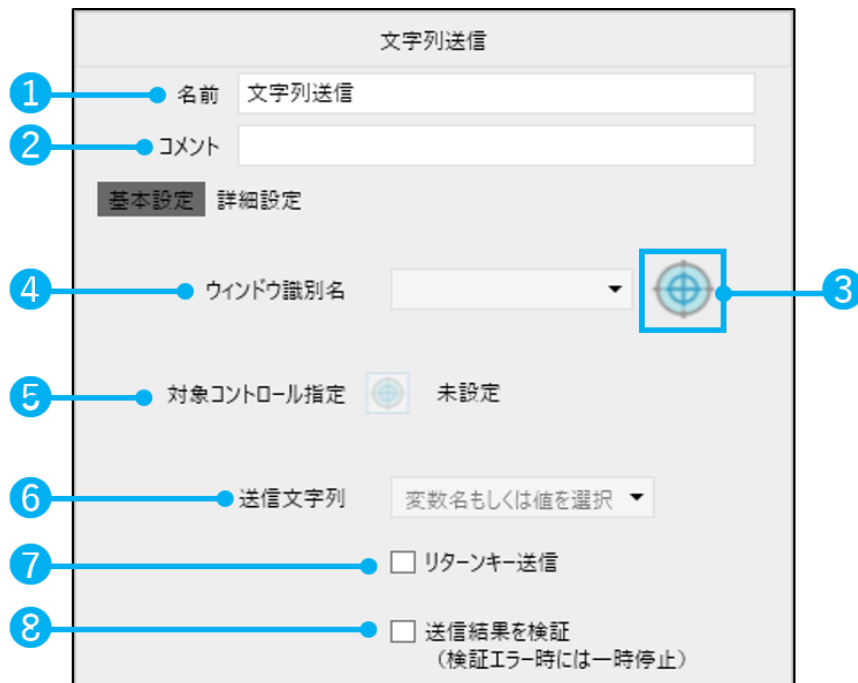 文字列送信
1 名前 文字列送信
2 コメント
基本設定 詳細設定
4 ウィンドウ識別名 3
5 対象コントロール指定 未設定
6 送信文字列 変数名もしくは値を選択
7 リターンキー送信
8 送信結果を検証
（検証エラー時には一時停止）